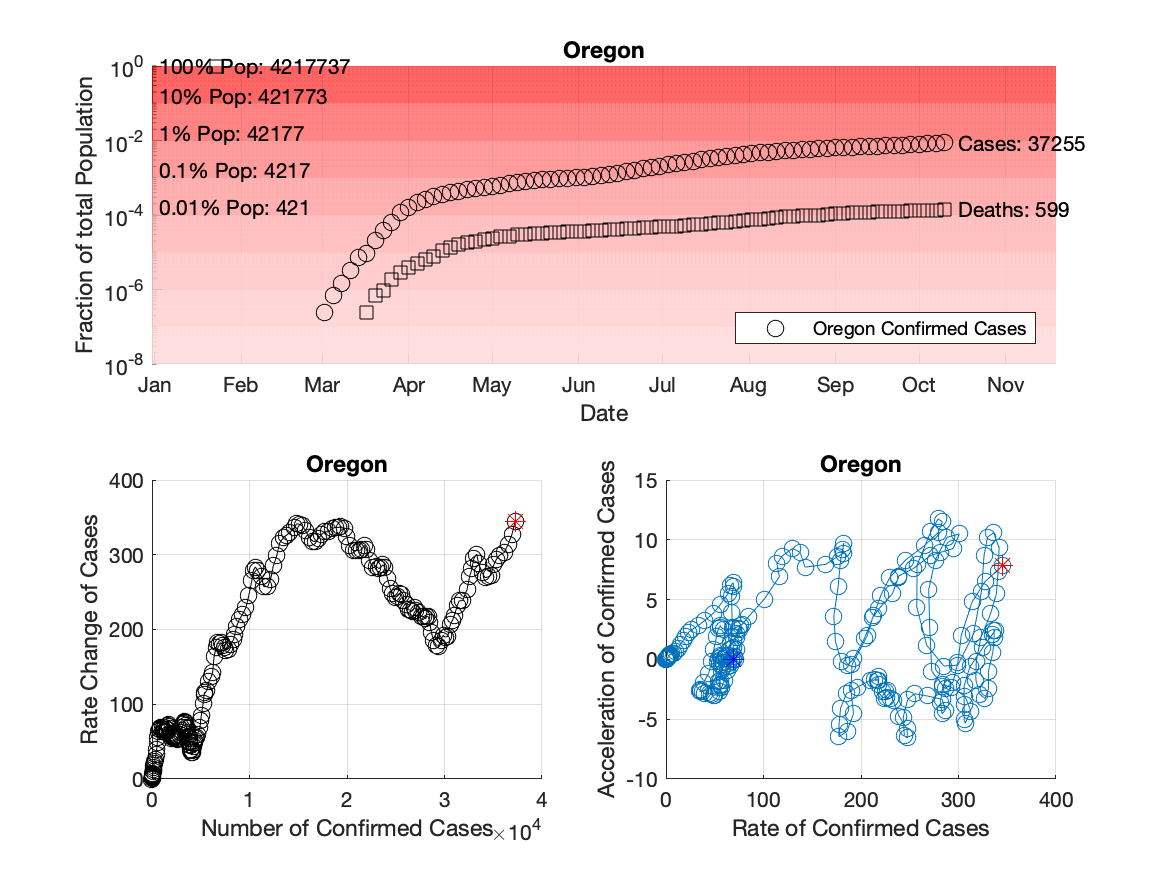 Oregon
10^0
10^-2
10^-4
10^-6
10^-8
Fraction of total Population
100% Pop: 4217737
10% Pop: 421773
1% Pop: 42177
0.1% Pop: 4217
0.01% Pop: 421
Cases: 37255
Deaths: 599
Oregon Confirmed Cases
Jan Feb Mar Apr May Jun Jul Aug Sep Oct Nov
Date
Oregon
400
300
200
100
0
Rate Change of Cases
0 1 2 3 4
Number of Confirmed Cases
×10^4
Oregon
15
10
5
0
-5
-10
Acceleration of Confirmed Cases
0 100 200 300 400
Rate of Confirmed Cases